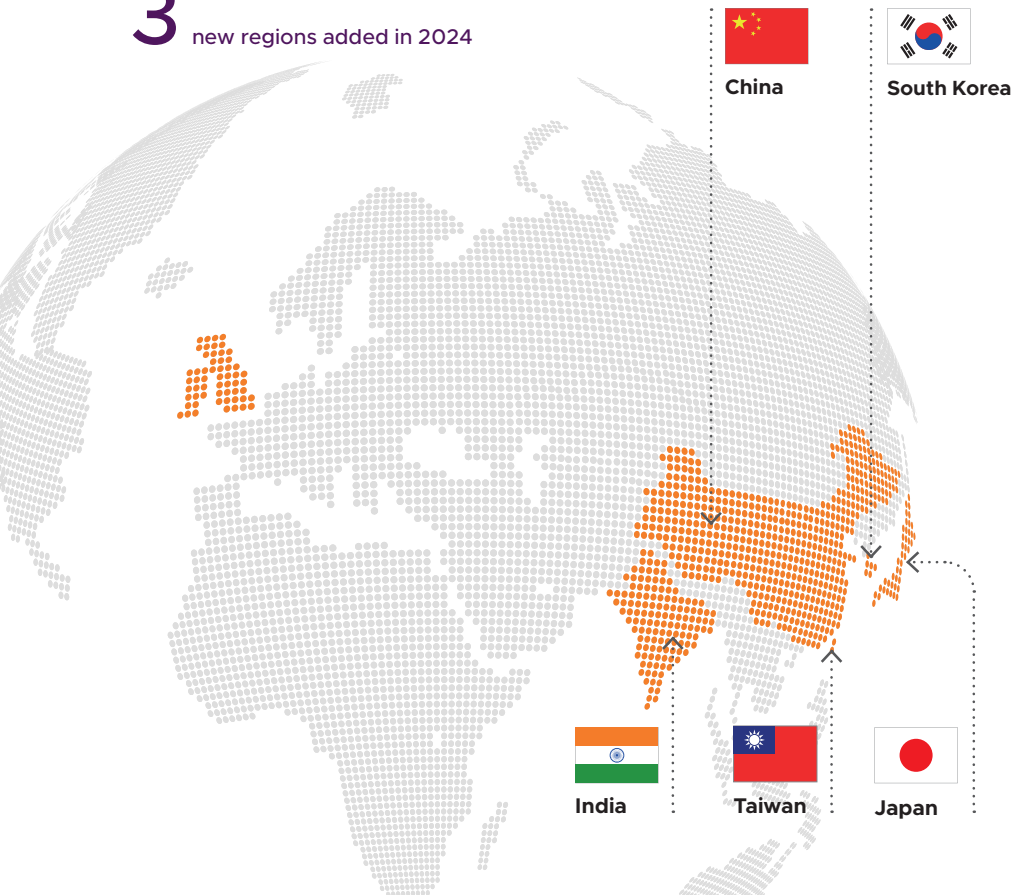 3 new regions added in 2024
China
South Korea
India
Taiwan
Japan